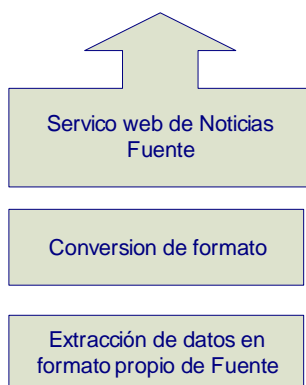 Servico web de Noticias
Fuente
Conversion de formato
Extracción de datos en
formato propio de Fuente